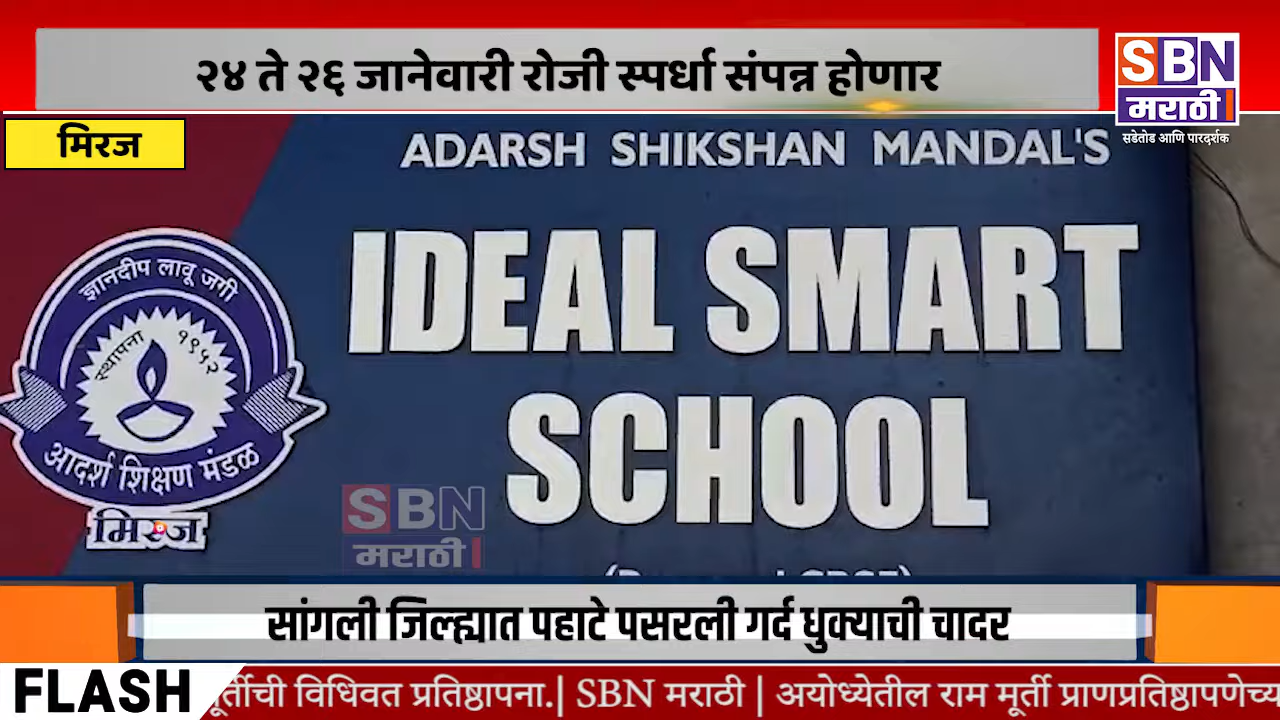 २४ ते २६ जानेवारी रोजी स्पर्धा संपन्न होणार
SBN
मराठी
सडेतोड आणि पारदर्शक
मिरज
ADARSH SHIKSHAN MANDAL'S
IDEAL SMART
SCHOOL
ज्ञानदीप लावू जगी
स्थापना १९५२
आदर्श शिक्षण मंडळ
मिरज
SBN
मराठी
सांगली जिल्ह्यात पहाटे पसरली गर्द धुक्याची चादर
FLASH
मूर्तीची विधिवत प्रतिष्ठापना.| SBN मराठी | अयोध्येतील राम मूर्ती प्राणप्रतिष्ठापणेच्य